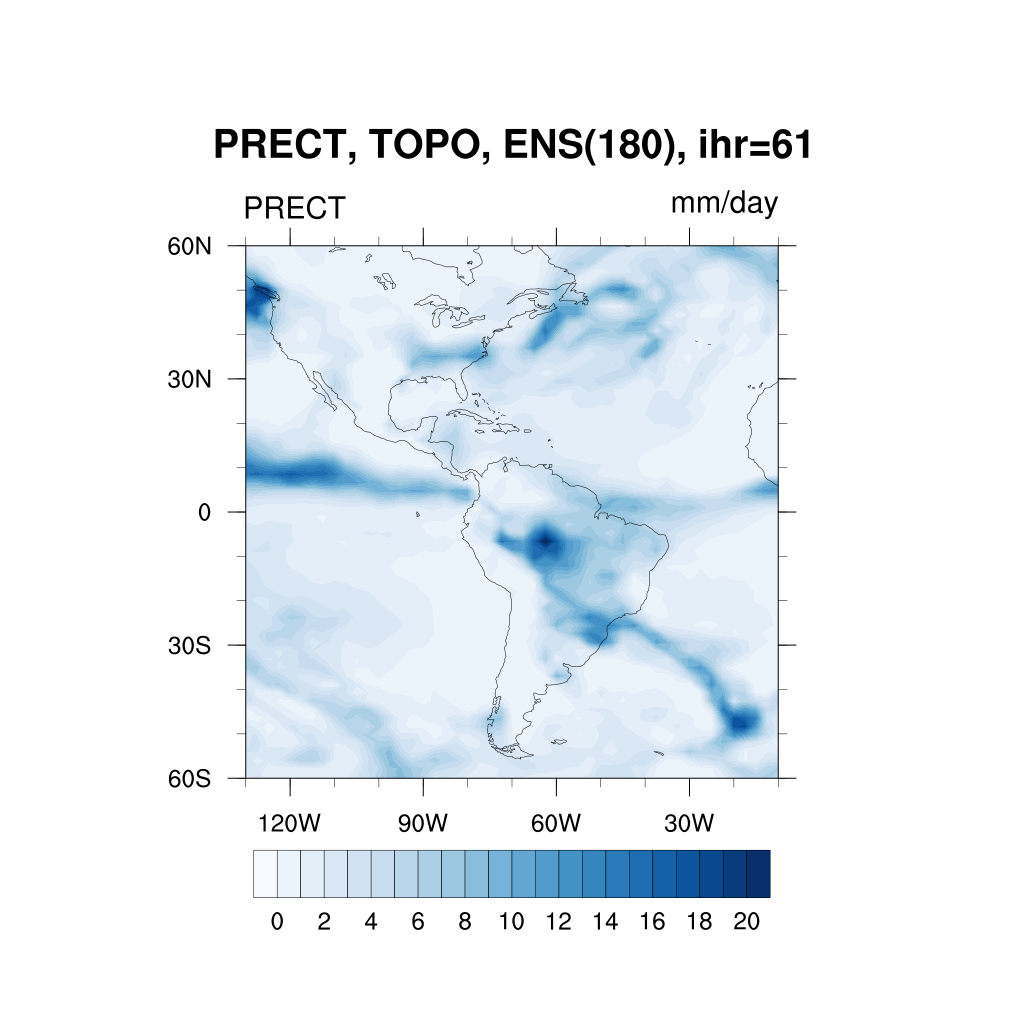 PRECT, TOPO, ENS(180), ihr=61
PRECT mm/day
60N
30N
0
30S
60S
120W 90W 60W 30W
0 2 4 6 8 10 12 14 16 18 20